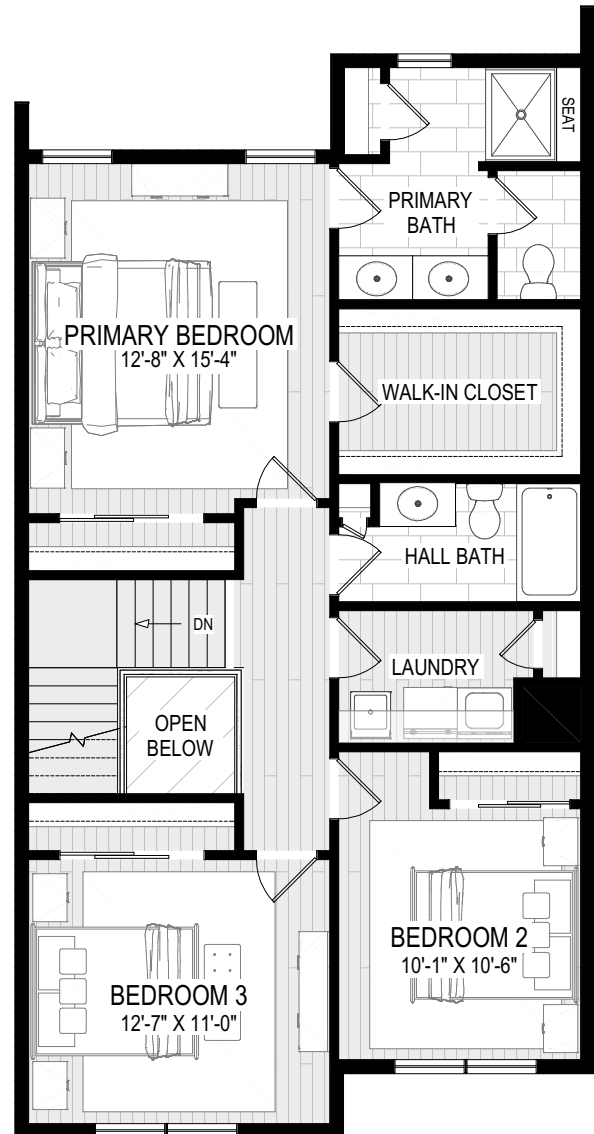 SEAT
PRIMARY
BATH
PRIMARY BEDROOM
12'-8" X 15'-4"
WALK-IN CLOSET
HALL BATH
DN
LAUNDRY
OPEN
BELOW
BEDROOM 2
10'-1" X 10'-6"
BEDROOM 3
12'-7" X 11'-0"